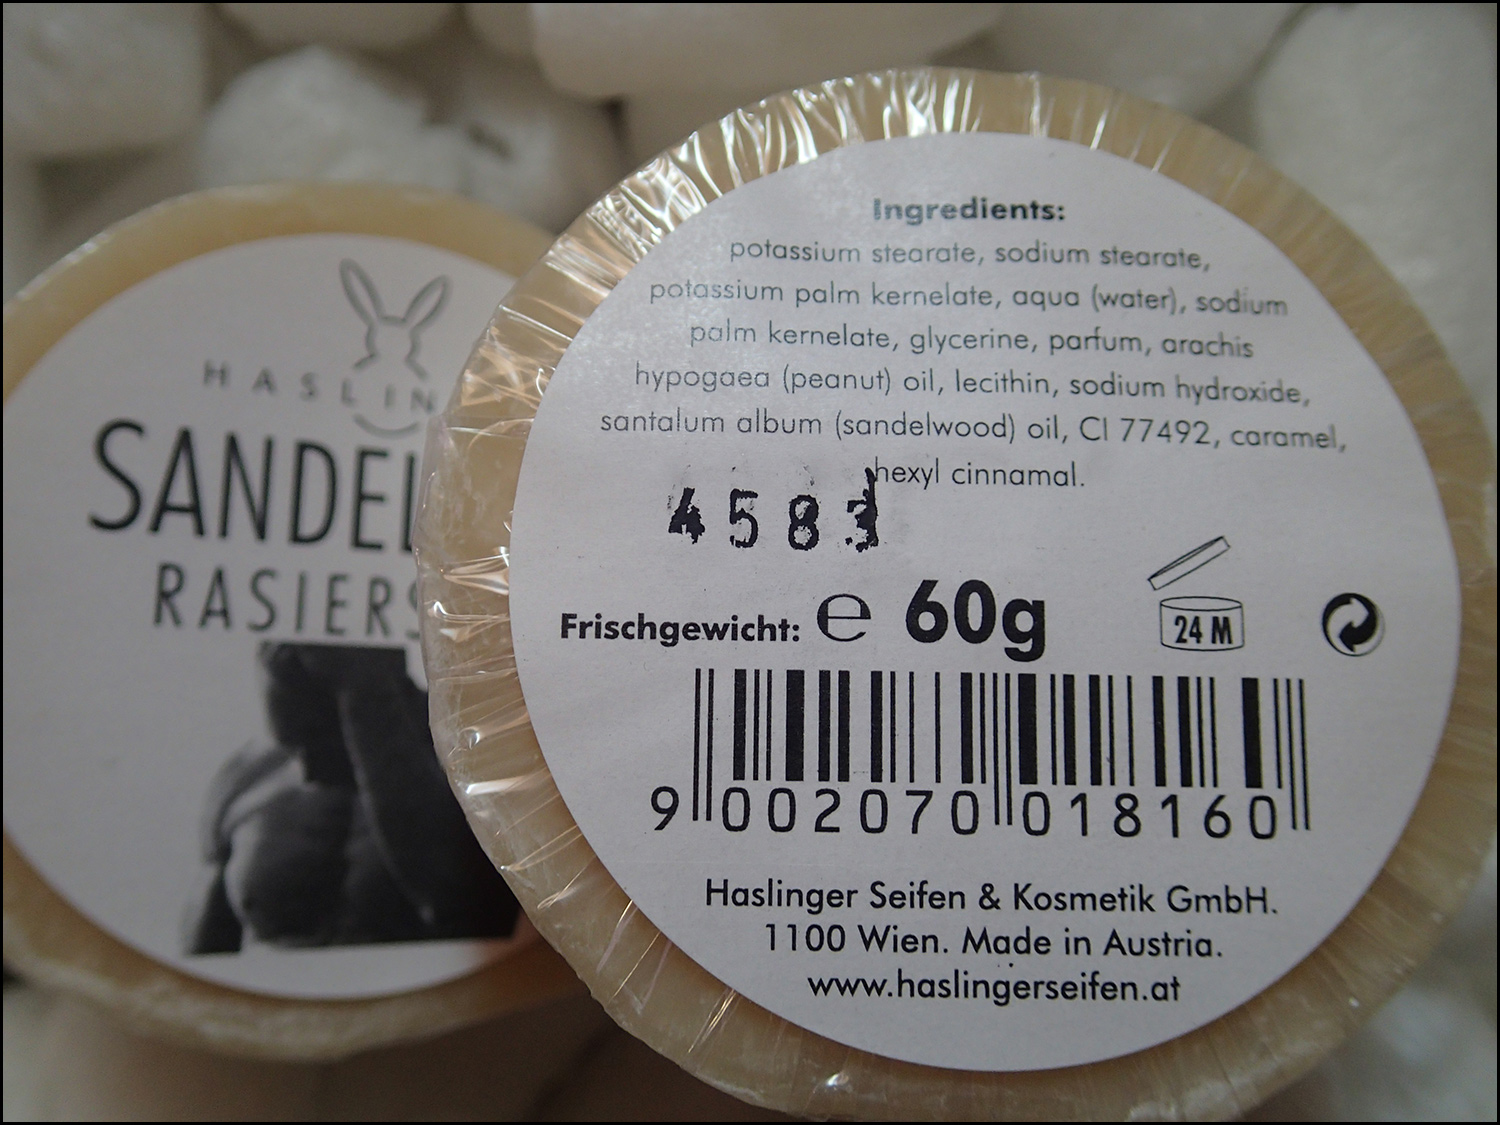 HASLIN
SANDEL
RASIERS
Ingredients:
potassium stearate, sodium stearate,
potassium palm kernelate, aqua (water), sodium
palm kernelate, glycerine, parfum, arachis
hypogaea (peanut) oil, lecithin, sodium hydroxide,
santalum album (sandelwood) oil, CI 77492, caramel,
hexyl cinnamal.
4583
Frischgewicht: ℮ 60g
24 M
9 002070 018160
Haslinger Seifen & Kosmetik GmbH.
1100 Wien. Made in Austria.
www.haslingerseifen.at